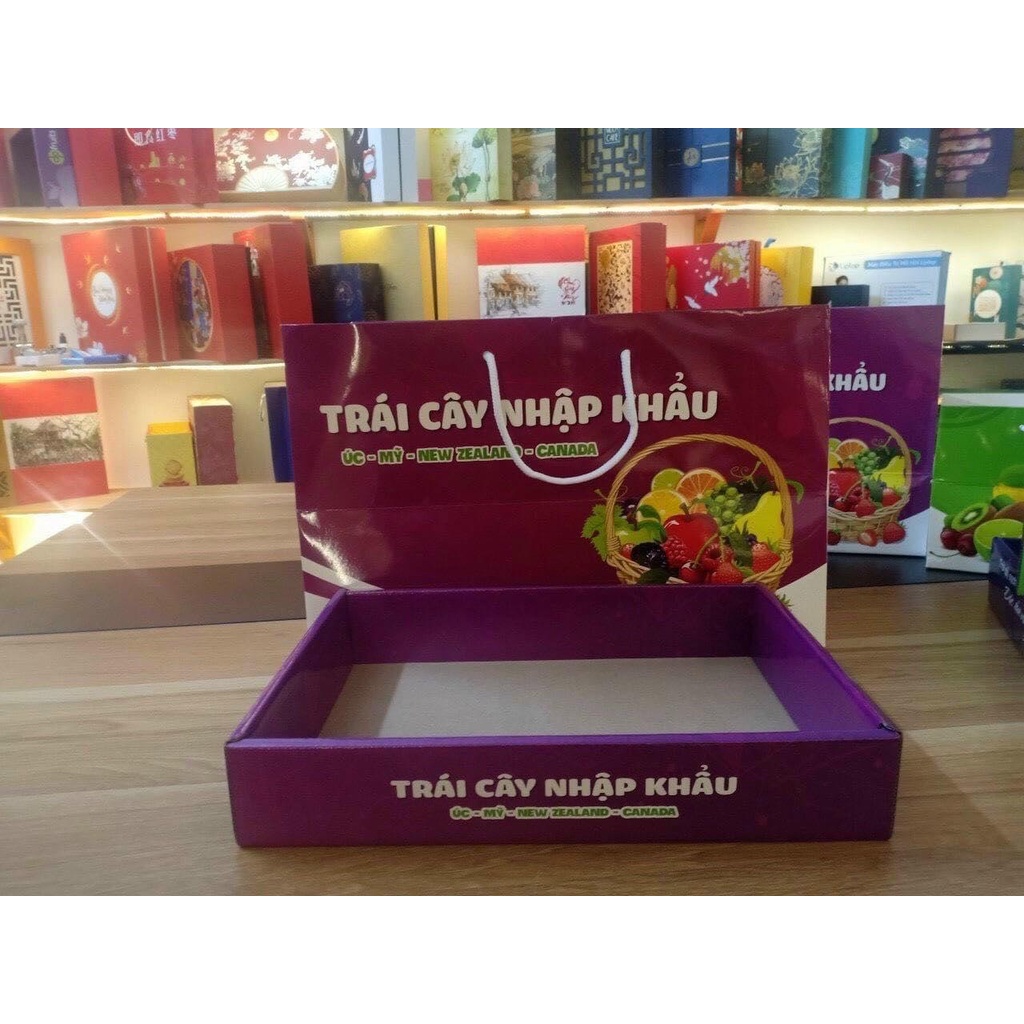 TRÁI CÂY NHẬP KHẨU
ÚC - MỸ - NEW ZEALAND - CANADA
KHẨU
TRÁI CÂY NHẬP KHẨU
ÚC - MỸ - NEW ZEALAND - CANADA